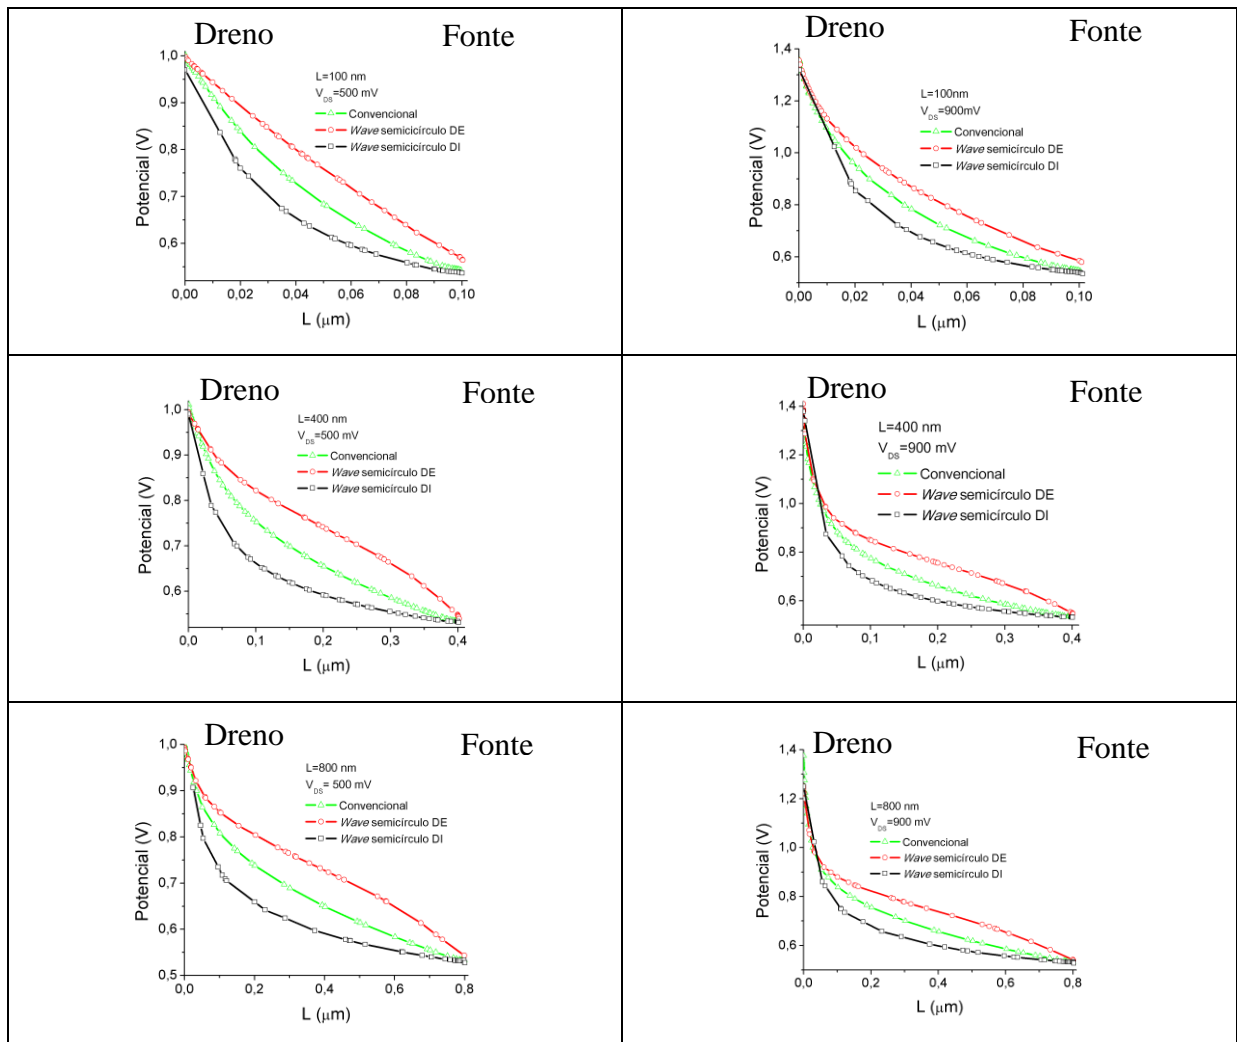 Dreno Fonte
L=100 nm
V_DS=500 mV
Convencional
Wave semicírculo DE
Wave semicírculo DI
Potencial (V)
1,0
0,9
0,8
0,7
0,6
0,00 0,02 0,04 0,06 0,08 0,10
L (μm)
Dreno Fonte
L=100nm
V_DS=900mV
Convencional
Wave semicírculo DE
Wave semicírculo DI
Potencial (V)
1,4
1,2
1,0
0,8
0,6
0,00 0,02 0,04 0,06 0,08 0,10
L (μm)
Dreno Fonte
L=400 nm
V_DS=500 mV
Convencional
Wave semicírculo DE
Wave semicírculo DI
Potencial (V)
1,0
0,9
0,8
0,7
0,6
0,0 0,1 0,2 0,3 0,4
L (μm)
Dreno Fonte
L=400 nm
V_DS=900 mV
Convencional
Wave semicírculo DE
Wave semicírculo DI
Potencial (V)
1,4
1,2
1,0
0,8
0,6
0,0 0,1 0,2 0,3 0,4
L (μm)
Dreno Fonte
L=800 nm
V_DS= 500 mV
Convencional
Wave semicírculo DE
Wave semicírculo DI
Potencial (V)
1,0
0,9
0,8
0,7
0,6
0,5
0,0 0,2 0,4 0,6 0,8
L (μm)
Dreno Fonte
L=800 nm
V_DS=900 mV
Convencional
Wave semicírculo DE
Wave semicírculo DI
Potencial (V)
1,4
1,2
1,0
0,8
0,6
0,0 0,2 0,4 0,6 0,8
L (μm)